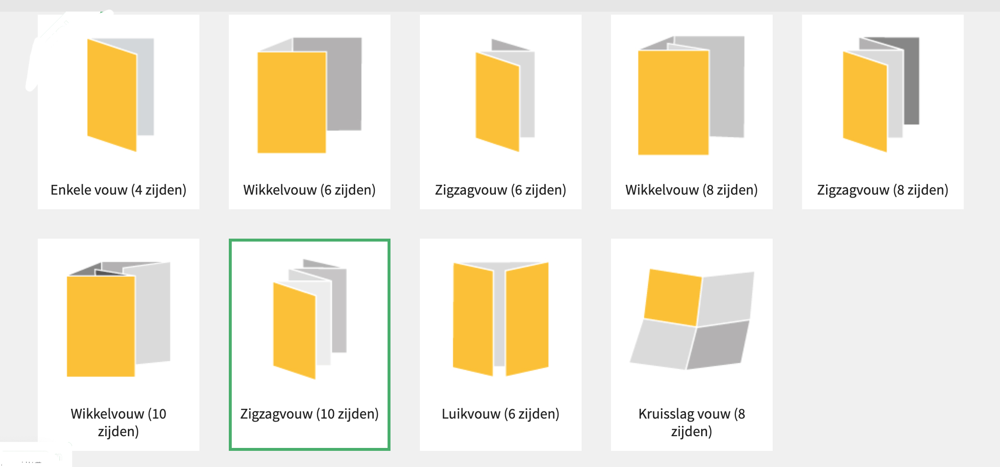 Enkele vouw (4 zijden)
Wikkelvouw (6 zijden)
Zigzagvouw (6 zijden)
Wikkelvouw (8 zijden)
Zigzagvouw (8 zijden)
Wikkelvouw (10
zijden)
Zigzagvouw (10 zijden)
Luikvouw (6 zijden)
Kruisslag vouw (8
zijden)